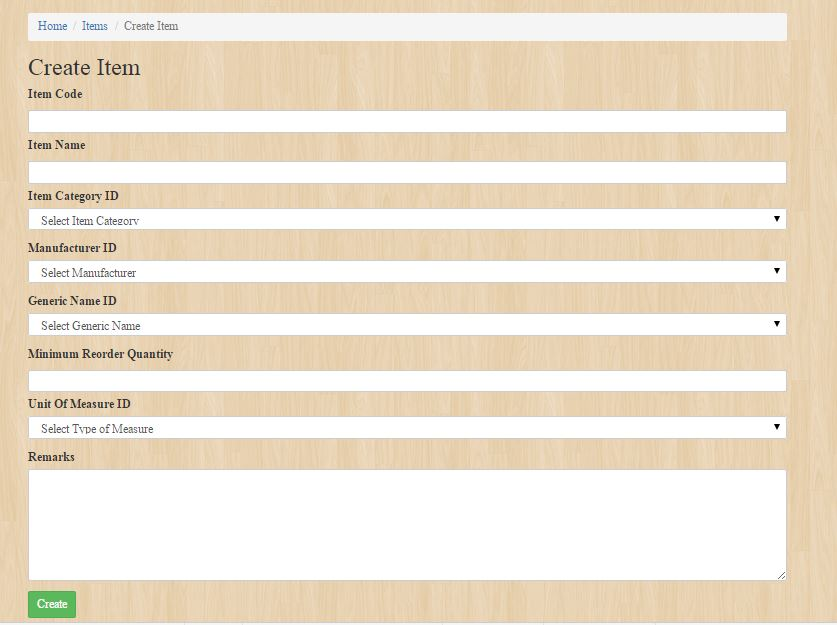 Home / Items / Create Item
Create Item
Item Code
Item Name
Item Category ID
Select Item Category
Manufacturer ID
Select Manufacturer
Generic Name ID
Select Generic Name
Minimum Reorder Quantity
Unit Of Measure ID
Select Type of Measure
Remarks
Create